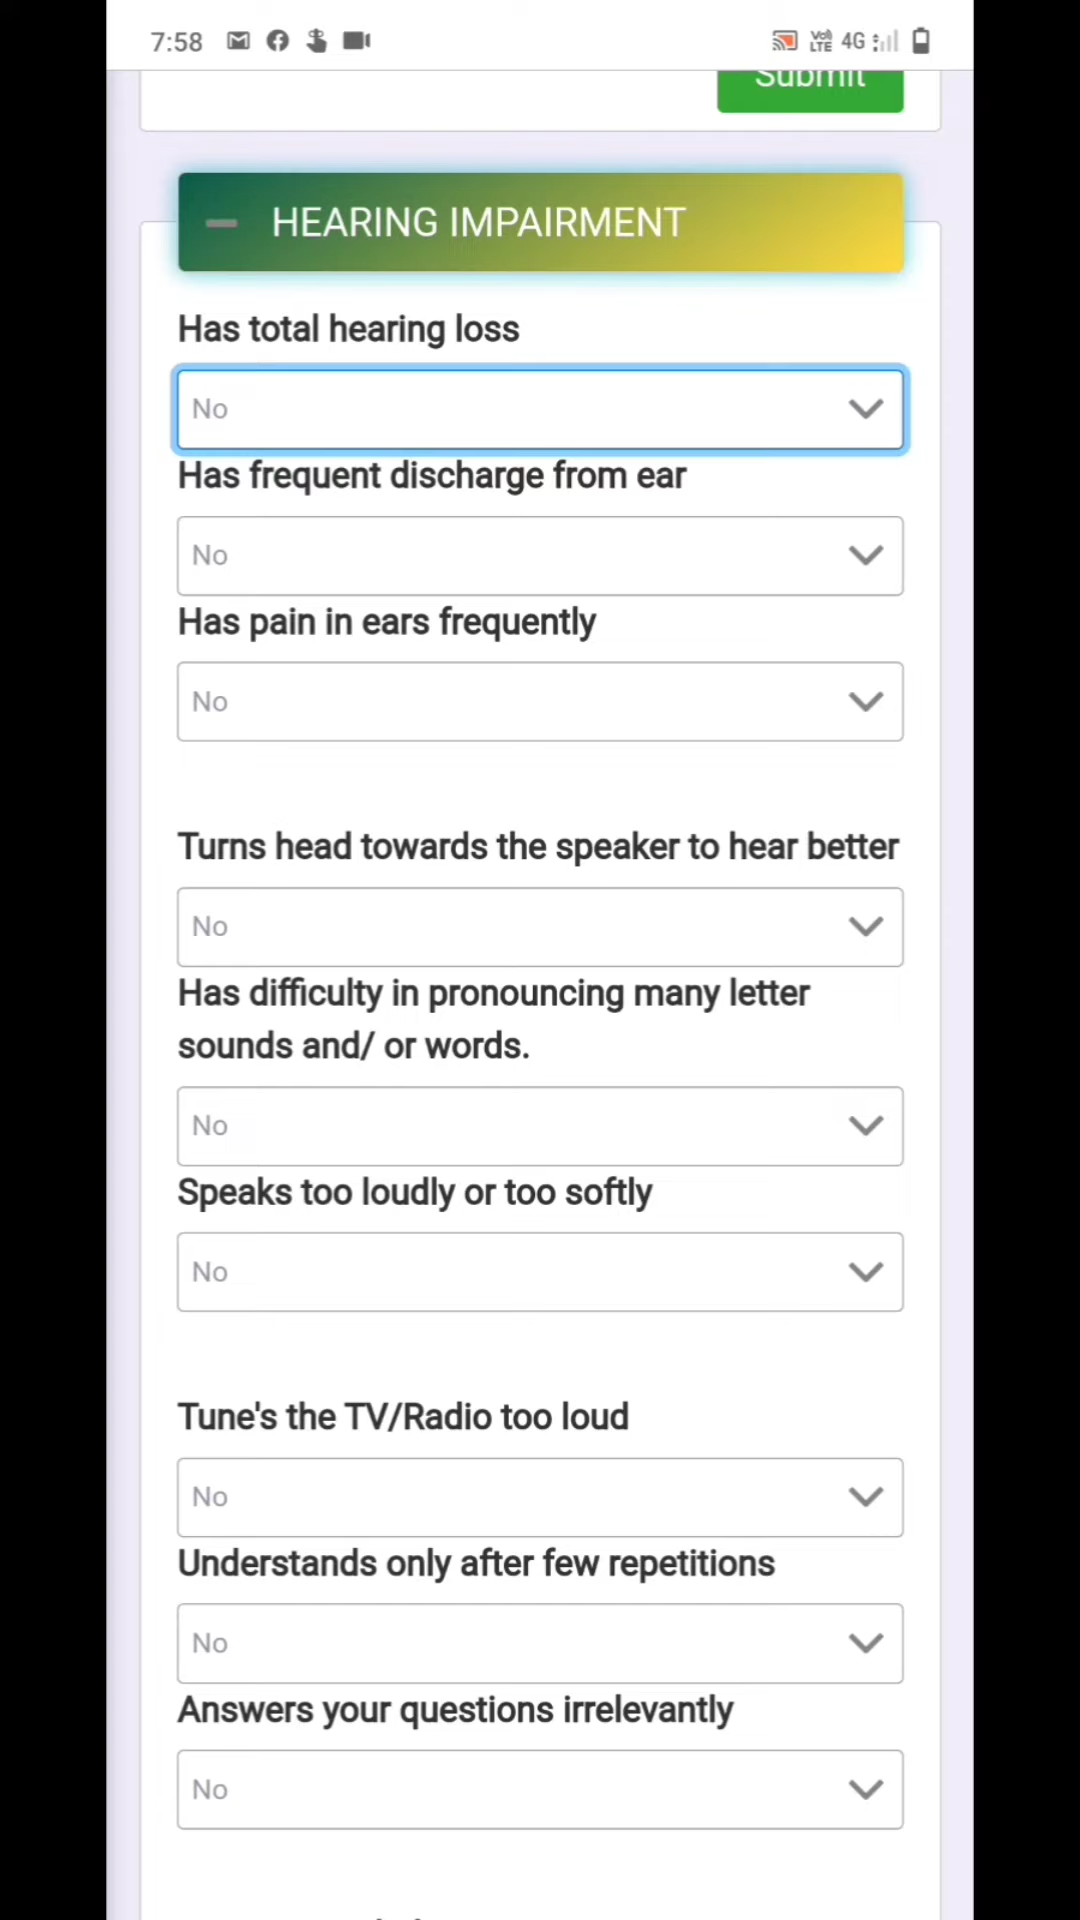 7:58
Vo) LTE 4G
Submit
HEARING IMPAIRMENT
Has total hearing loss
No
Has frequent discharge from ear
No
Has pain in ears frequently
No
Turns head towards the speaker to hear better
No
Has difficulty in pronouncing many letter
sounds and/ or words.
No
Speaks too loudly or too softly
No
Tune's the TV/Radio too loud
No
Understands only after few repetitions
No
Answers your questions irrelevantly
No